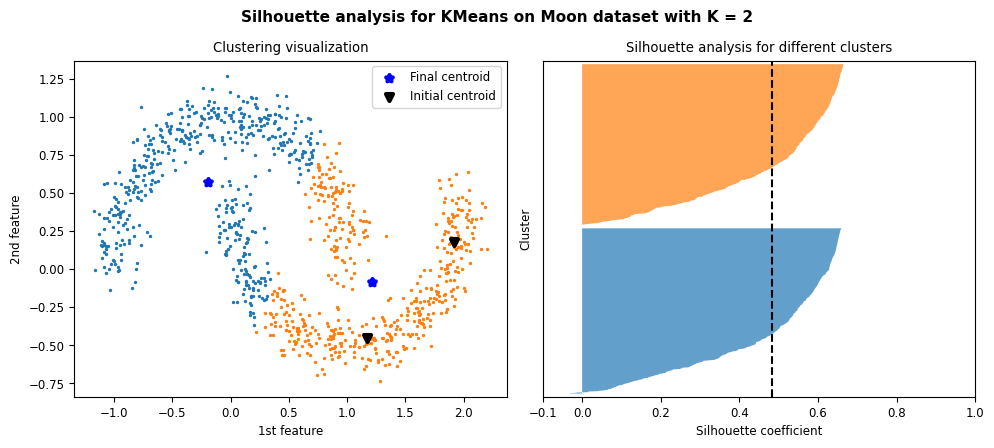 Silhouette analysis for KMeans on Moon dataset with K = 2
Clustering visualization
Final centroid
Initial centroid
1.25
1.00
0.75
0.50
0.25
0.00
−0.25
−0.50
−0.75
2nd feature
−1.0
−0.5
0.0
0.5
1.0
1.5
2.0
1st feature
Silhouette analysis for different clusters
Cluster
−0.1
0.0
0.2
0.4
0.6
0.8
1.0
Silhouette coefficient